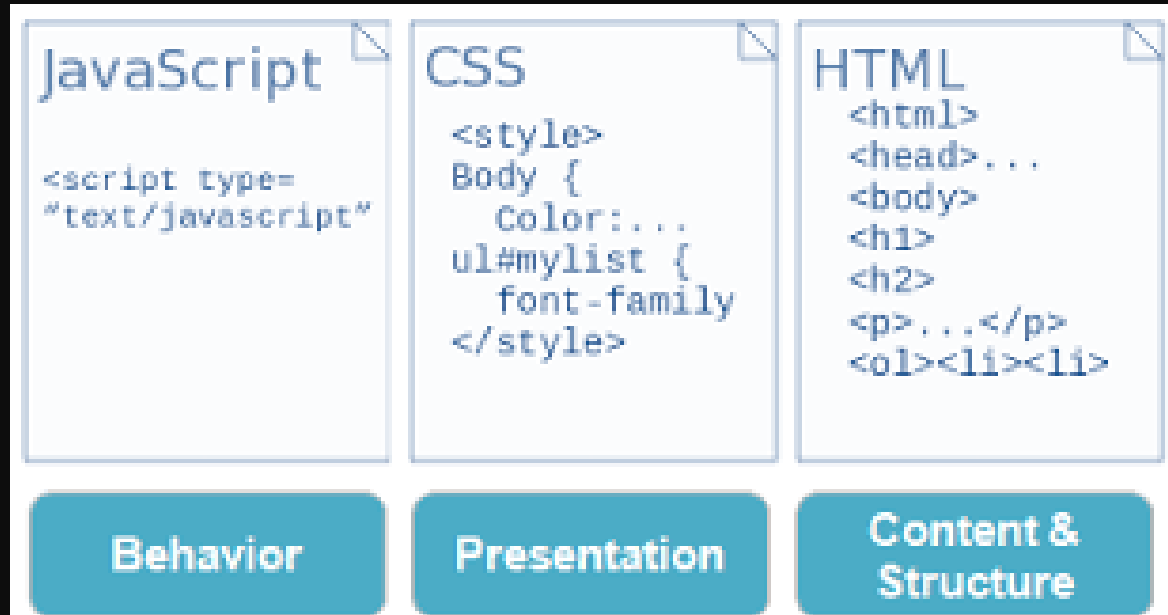 JavaScript
<script type=
"text/javascript"
CSS
<style>
Body {
Color:...
ul#mylist {
font-family
</style>
HTML
<html>
<head>...
<body>
<h1>
<h2>
<p>...</p>
<ol><li><li>
Behavior
Presentation
Content &
Structure